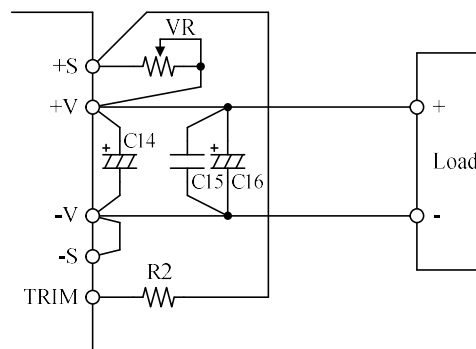 VR
+S
+V
+
+
C14
+
C15
C16
Load
-V
-
-S
R2
TRIM